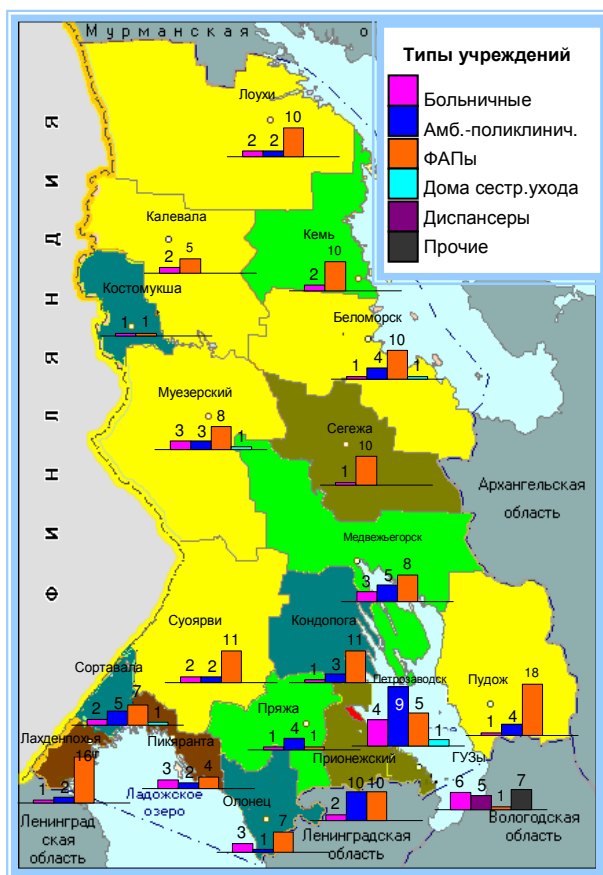 Мурманская о
Типы учреждений
Больничные
Амб.-поликлинич.
ФАПы
Дома сестр.ухода
Диспансеры
Прочие
Лоухи
2 2 10
Калевала
2 5
Кемь
2 10
Костомукша
1 1
Беломорск
1 4 10 1
Муезерский
3 3 8 1
Сегежа
1 10
Архангельская
область
Медвежьегорск
3 5 8
Суоярви
2 2 11
Кондопога
1 3 11
Сортавала
2 5 7 1
Петрозаводск
4 9 5 1
Пудож
1 4 18
Пряжа
1 4 1
Лахденпохья
1 2 16
Пикяранта
3 2 4
Прионежский
2 10 10
ГУЗы
6 5 1 7
Ладожское
озеро
Олонец
3 1 7
Ленинград
ская
область
Ленинградская
область
Вологодская
область
Ф И Н Л Я Н Д И Я